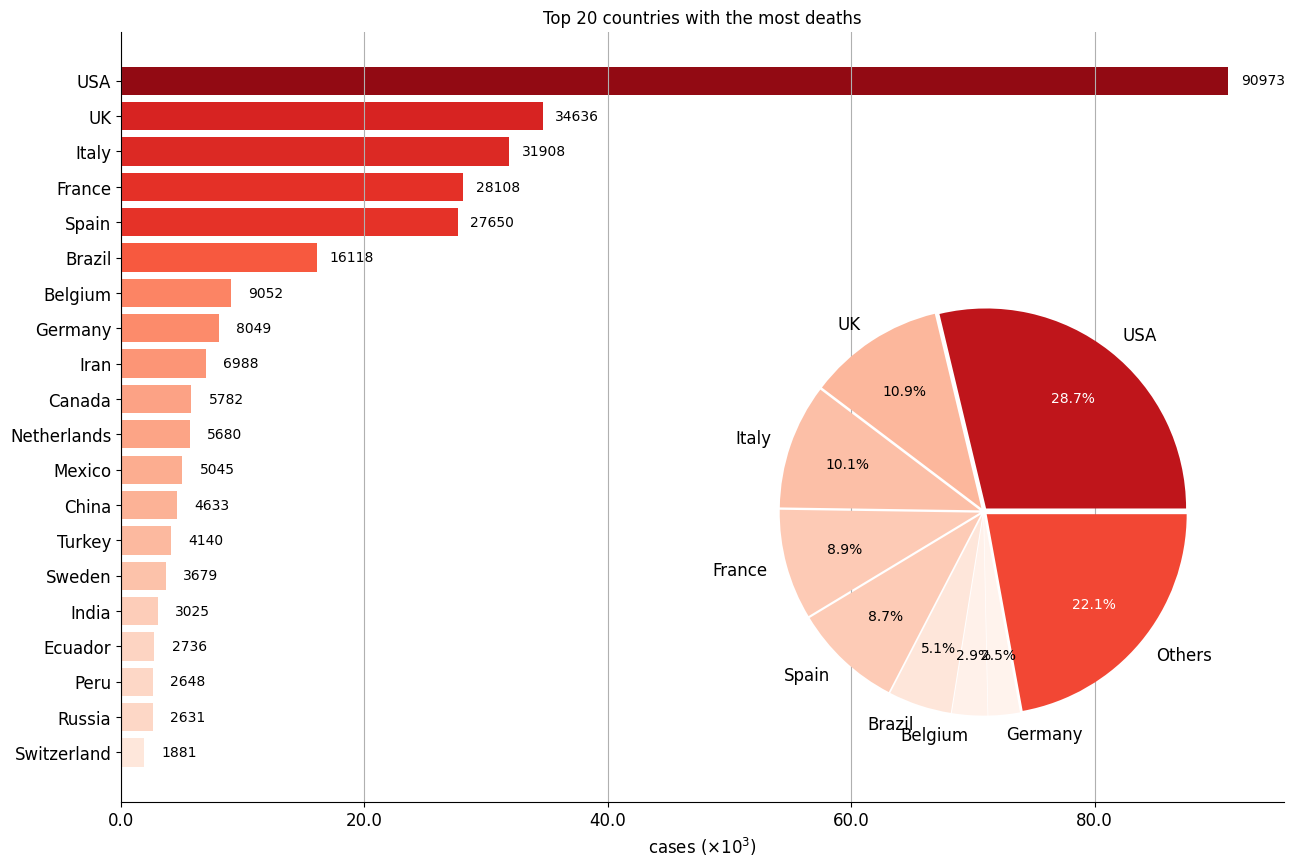 Top 20 countries with the most deaths
USA 90973
UK 34636
Italy 31908
France 28108
Spain 27650
Brazil 16118
Belgium 9052
Germany 8049
Iran 6988
Canada 5782
Netherlands 5680
Mexico 5045
China 4633
Turkey 4140
Sweden 3679
India 3025
Ecuador 2736
Peru 2648
Russia 2631
Switzerland 1881
0.0 20.0 40.0 60.0 80.0
cases (×10³)
USA
28.7%
UK
10.9%
Italy
10.1%
France
8.9%
Spain
8.7%
Brazil
5.1%
Belgium
2.9%
Germany
2.5%
Others
22.1%